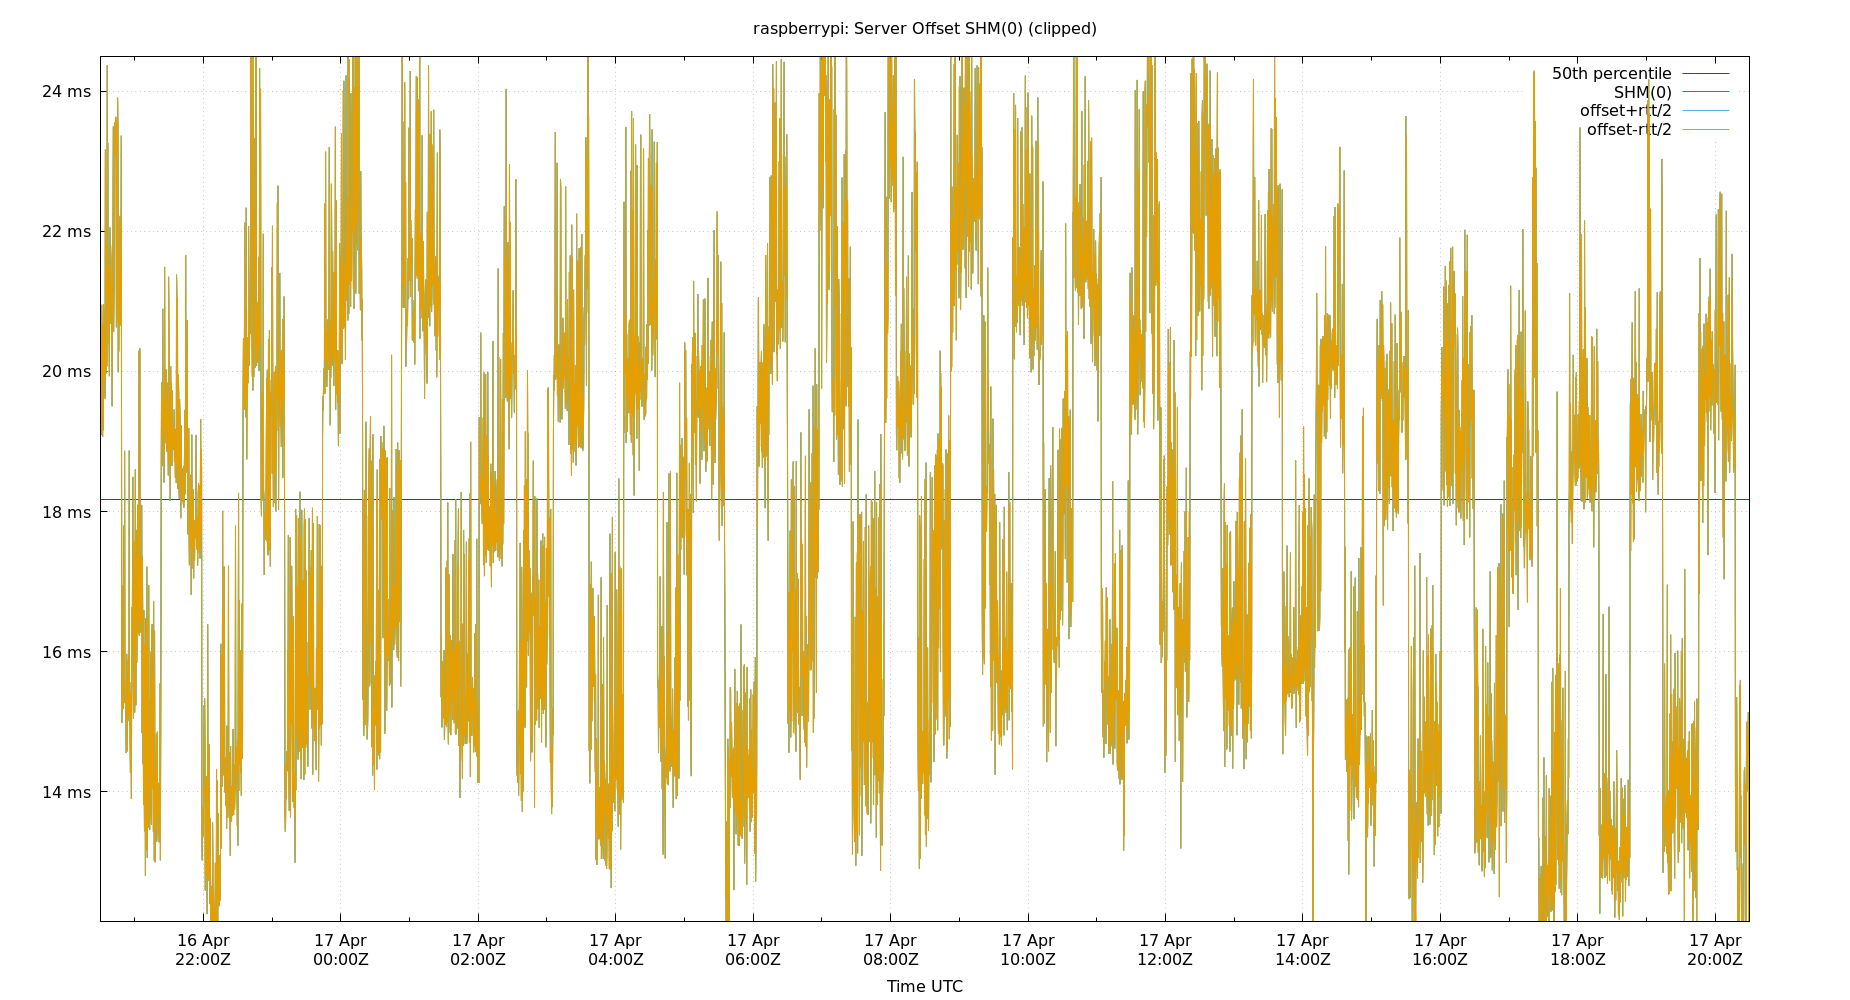 raspberrypi: Server Offset SHM(0) (clipped)
50th percentile
SHM(0)
offset+rtt/2
offset-rtt/2
24 ms
22 ms
20 ms
18 ms
16 ms
14 ms
16 Apr 17 Apr 17 Apr 17 Apr 17 Apr 17 Apr 17 Apr 17 Apr 17 Apr 17 Apr 17 Apr 17 Apr
22:00Z 00:00Z 02:00Z 04:00Z 06:00Z 08:00Z 10:00Z 12:00Z 14:00Z 16:00Z 18:00Z 20:00Z
Time UTC